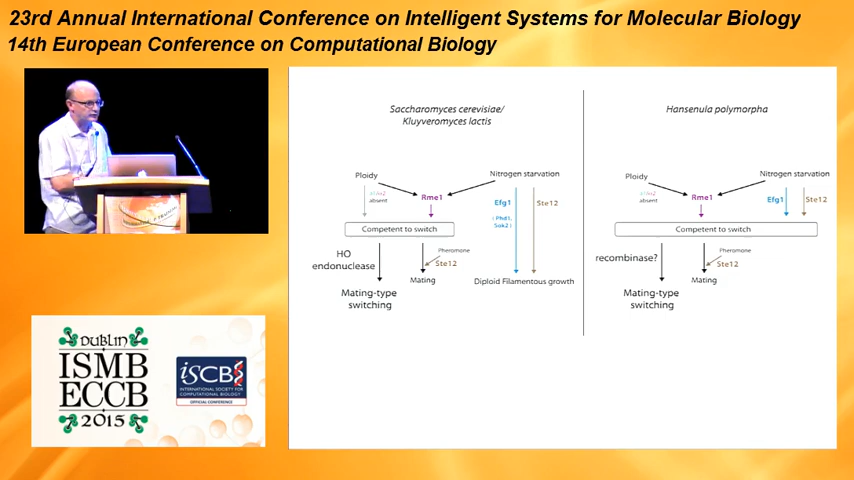 23rd Annual International Conference on Intelligent Systems for Molecular Biology
14th European Conference on Computational Biology
Saccharomyces cerevisiae/
Kluyveromyces lactis
Ploidy
Nitrogen starvation
absent
Rme1
Efg1
( Phd1,
Sok2 )
Ste12
Competent to switch
HO
endonuclease
Pheromone
Ste12
Mating
Mating-type
switching
Diploid Filamentous growth
Hansenula polymorpha
Ploidy
Nitrogen starvation
absent
Rme1
Efg1
Ste12
Competent to switch
recombinase?
Pheromone
Ste12
Mating
Mating-type
switching
DUBLIN
ISMB
ECCB
2015
ISCB
INTERNATIONAL SOCIETY FOR
COMPUTATIONAL BIOLOGY
OFFICIAL CONFERENCE